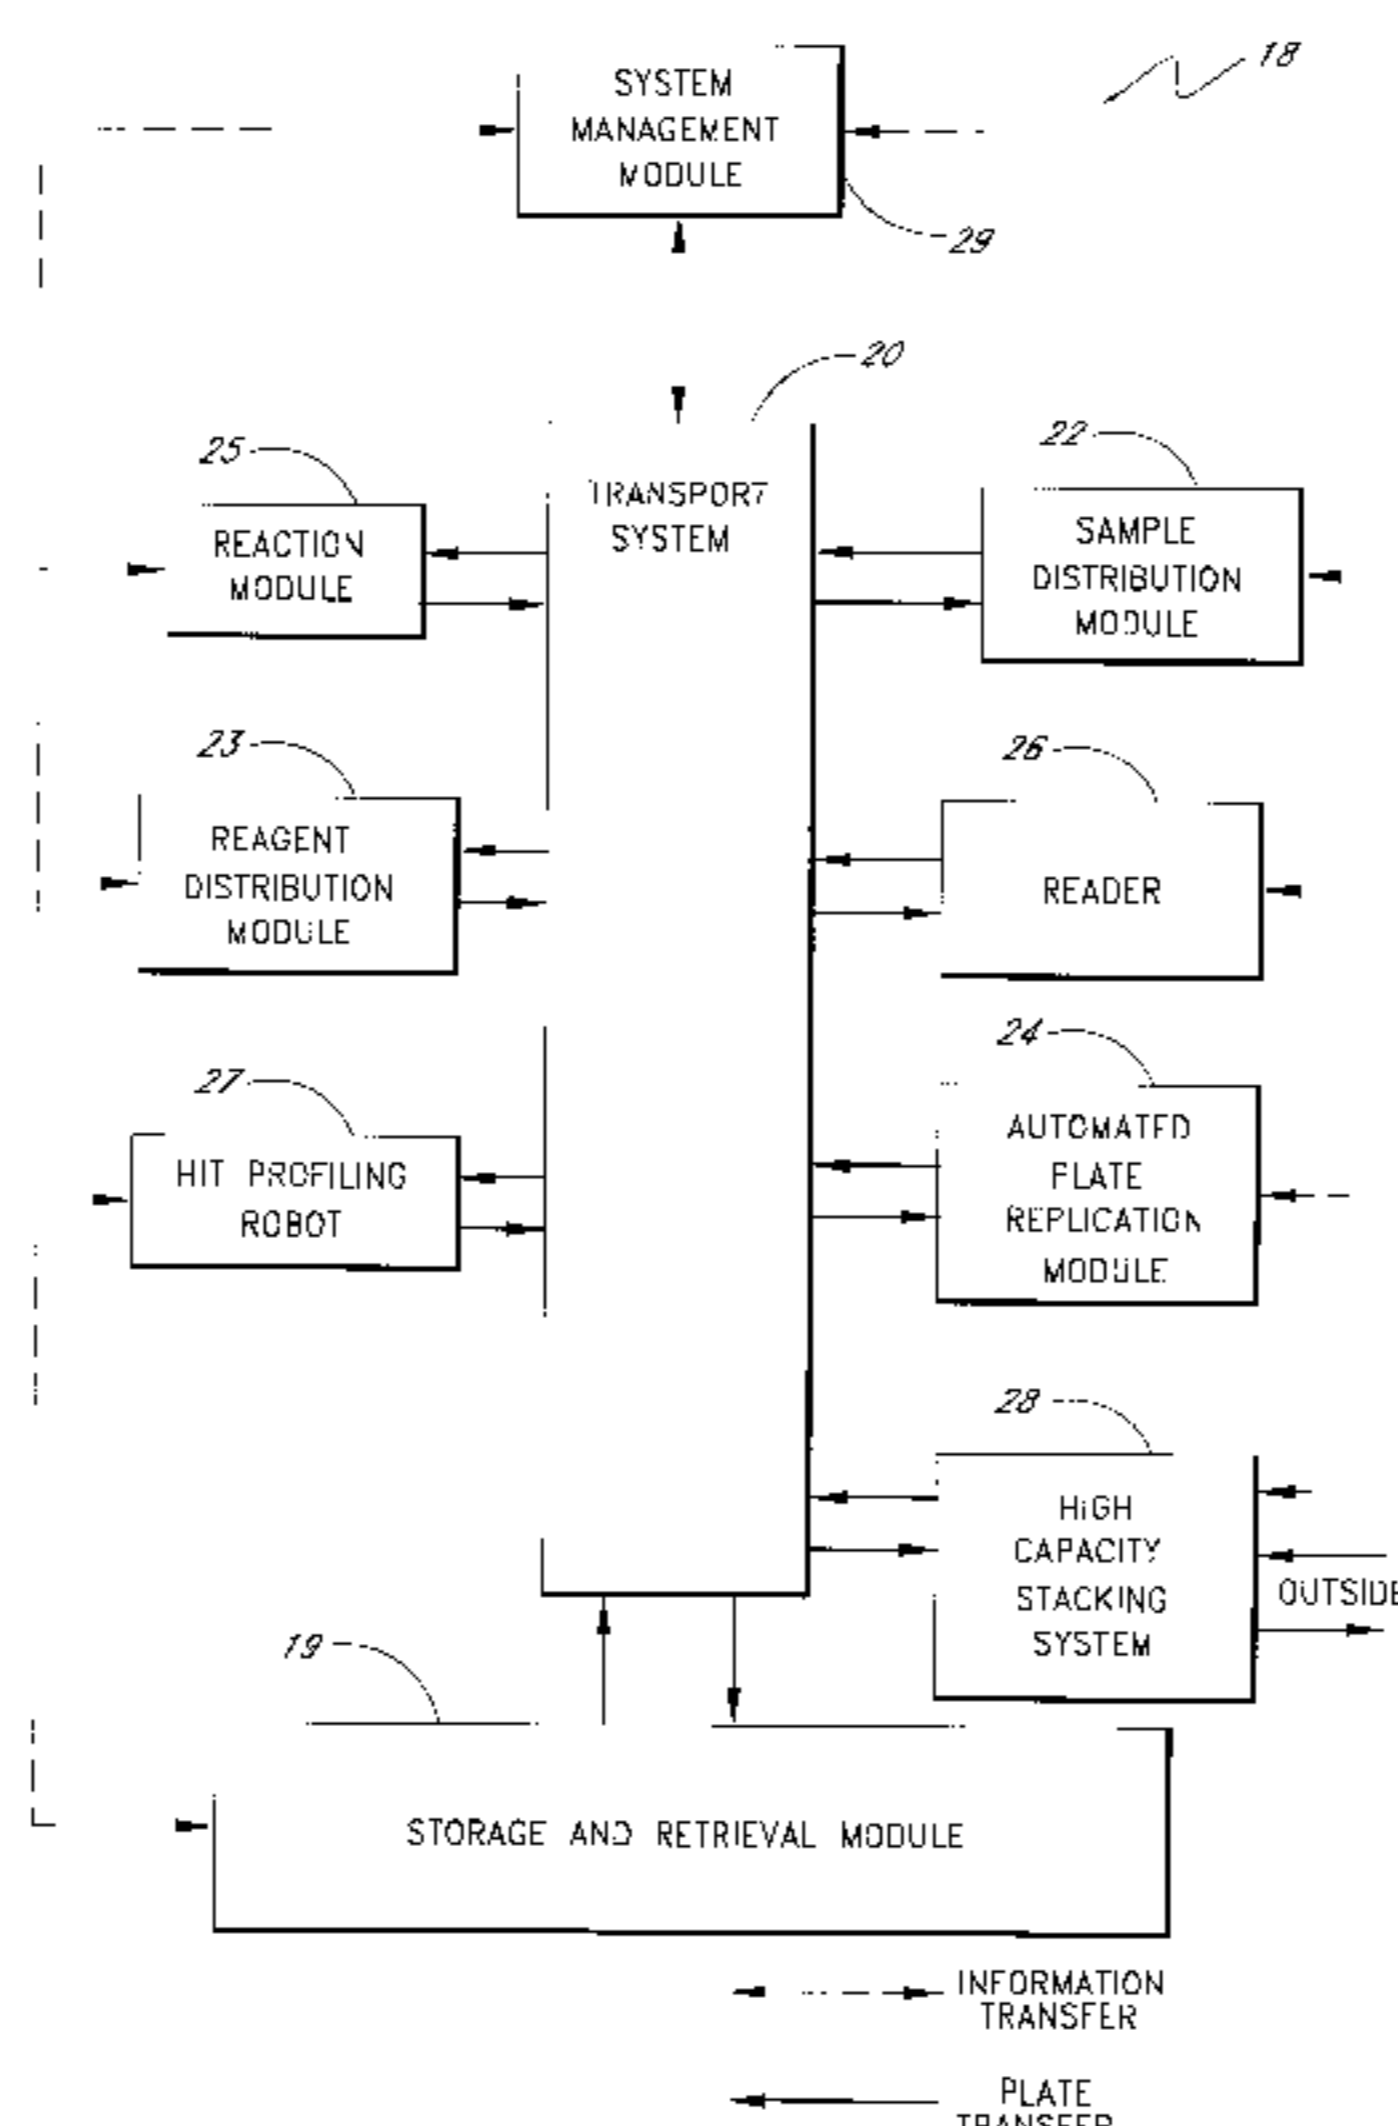 18
SYSTEM
MANAGEMENT
MODULE
29
20
TRANSPORT
SYSTEM
25
REACTION
MODULE
22
SAMPLE
DISTRIBUTION
MODULE
23
REAGENT
DISTRIBUTION
MODULE
26
READER
27
HIT PROFILING
ROBOT
24
AUTOMATED
PLATE
REPLICATION
MODULE
28
HIGH
CAPACITY
STACKING
SYSTEM
OUTSIDE
19
STORAGE AND RETRIEVAL MODULE
INFORMATION
TRANSFER
PLATE
TRANSFER